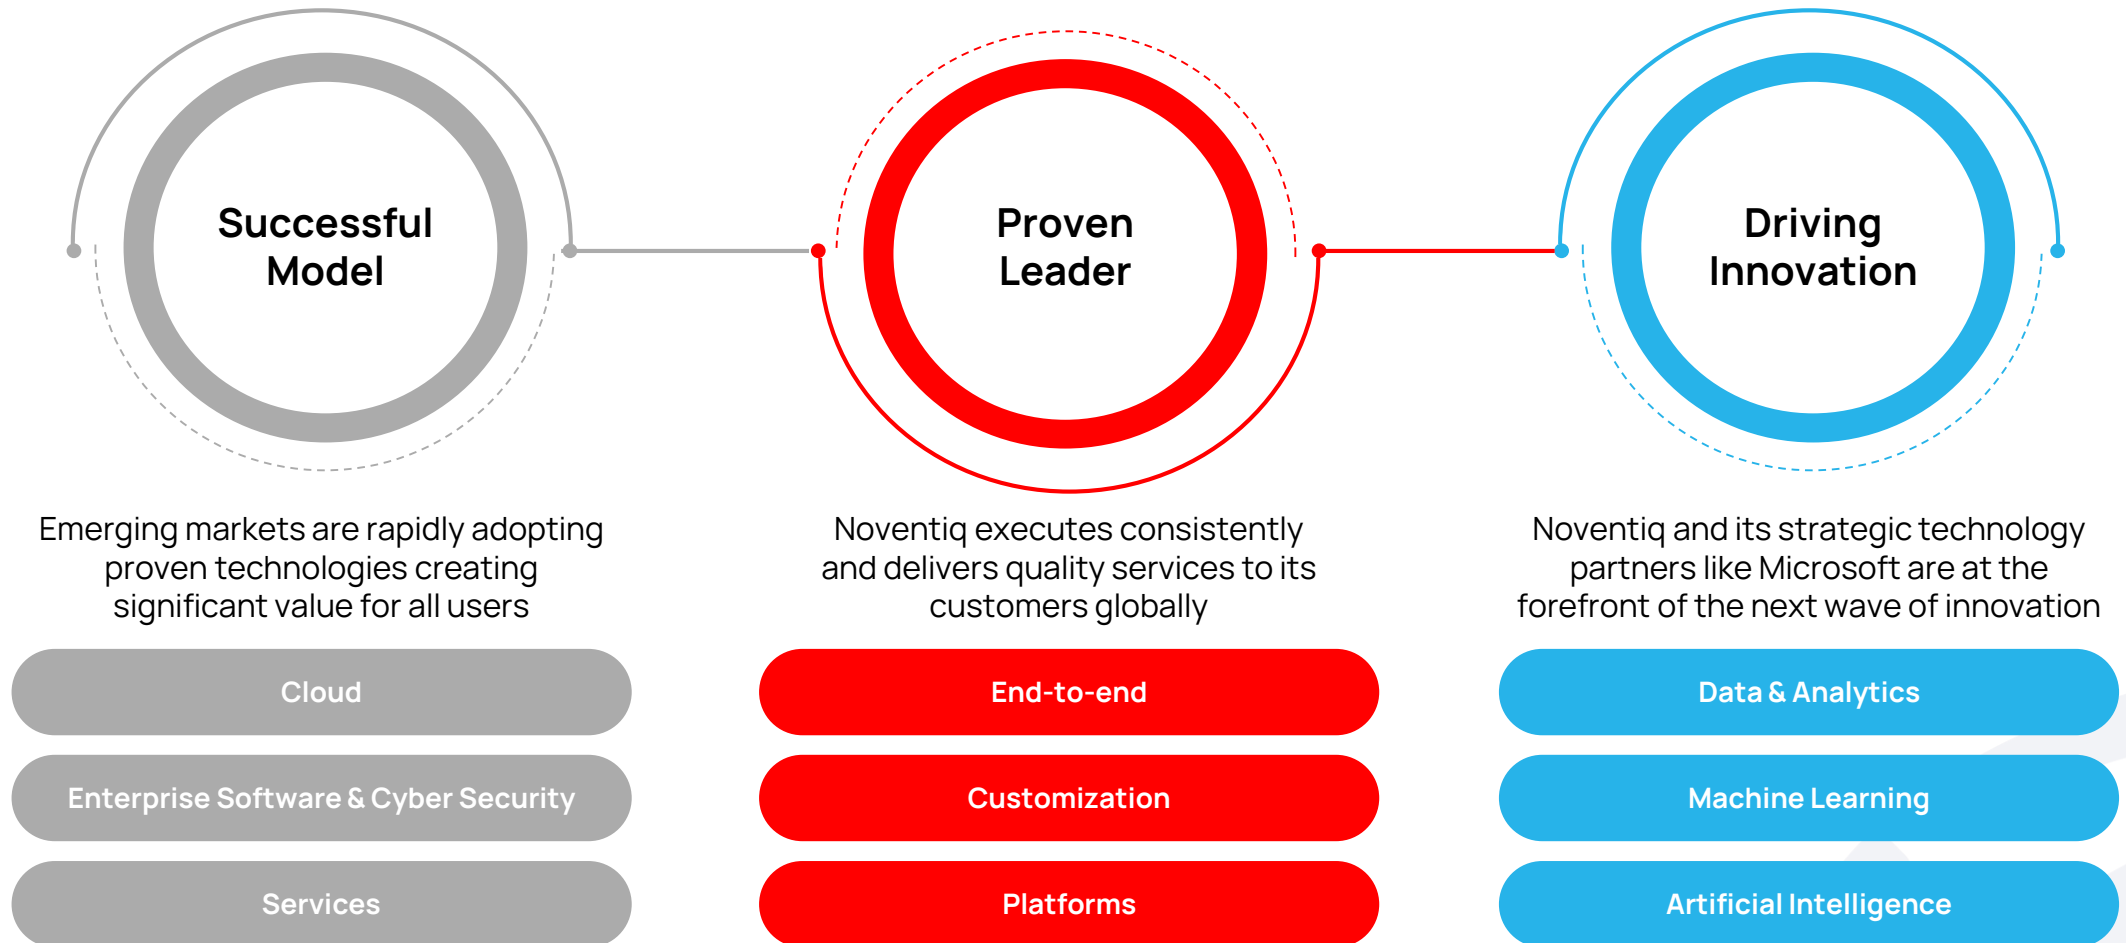 Successful
Model
Emerging markets are rapidly adopting
proven technologies creating
significant value for all users
Cloud
Enterprise Software & Cyber Security
Services
Proven
Leader
Noventiq executes consistently
and delivers quality services to its
customers globally
End-to-end
Customization
Platforms
Driving
Innovation
Noventiq and its strategic technology
partners like Microsoft are at the
forefront of the next wave of innovation
Data & Analytics
Machine Learning
Artificial Intelligence